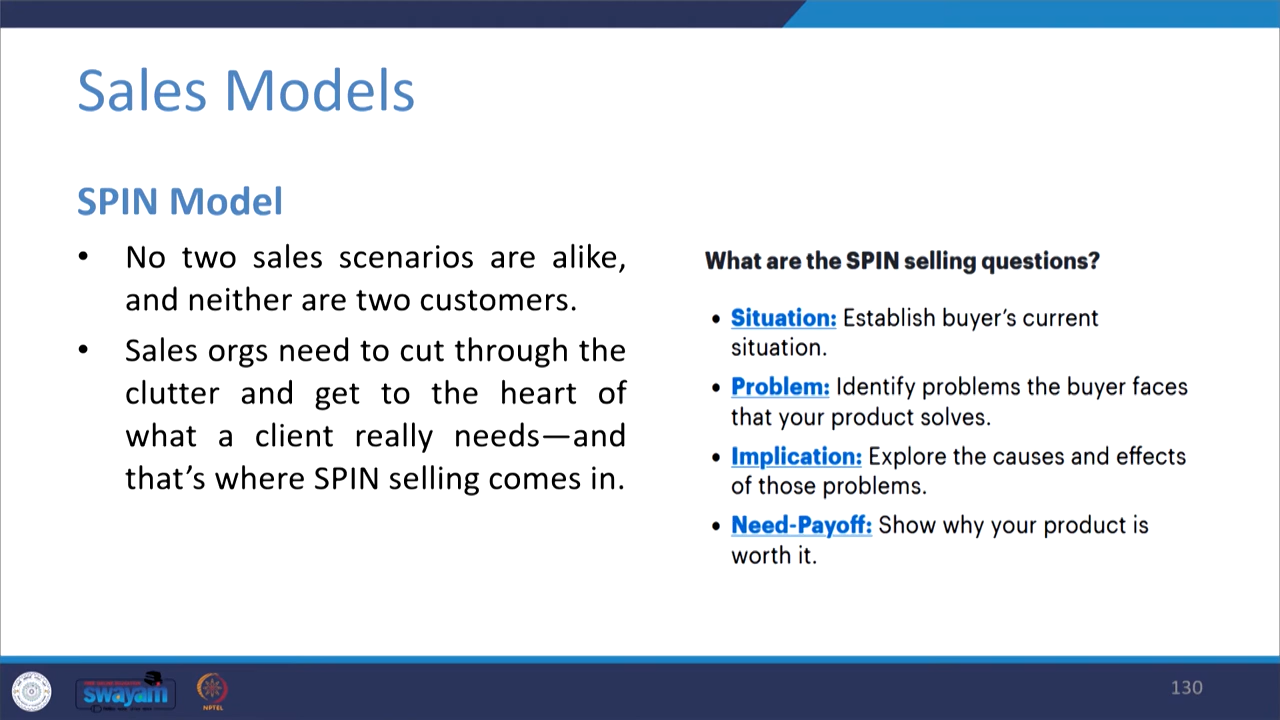 Sales Models
SPIN Model
• No two sales scenarios are alike,
and neither are two customers.
• Sales orgs need to cut through the
clutter and get to the heart of
what a client really needs—and
that's where SPIN selling comes in.
What are the SPIN selling questions?
• Situation: Establish buyer's current
situation.
• Problem: Identify problems the buyer faces
that your product solves.
• Implication: Explore the causes and effects
of those problems.
• Need-Payoff: Show why your product is
worth it.
swayam
NPTEL
130